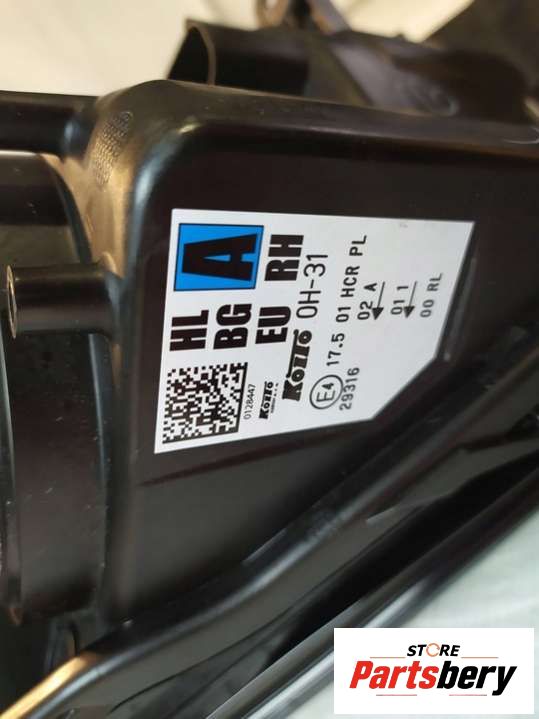 HL A
BG RH
EU
KOITO 0H-31
0128447
KOITO
E4 17.5 01 HCR PL
29316 02 A
01 1
00 RL
STORE
Partsbery